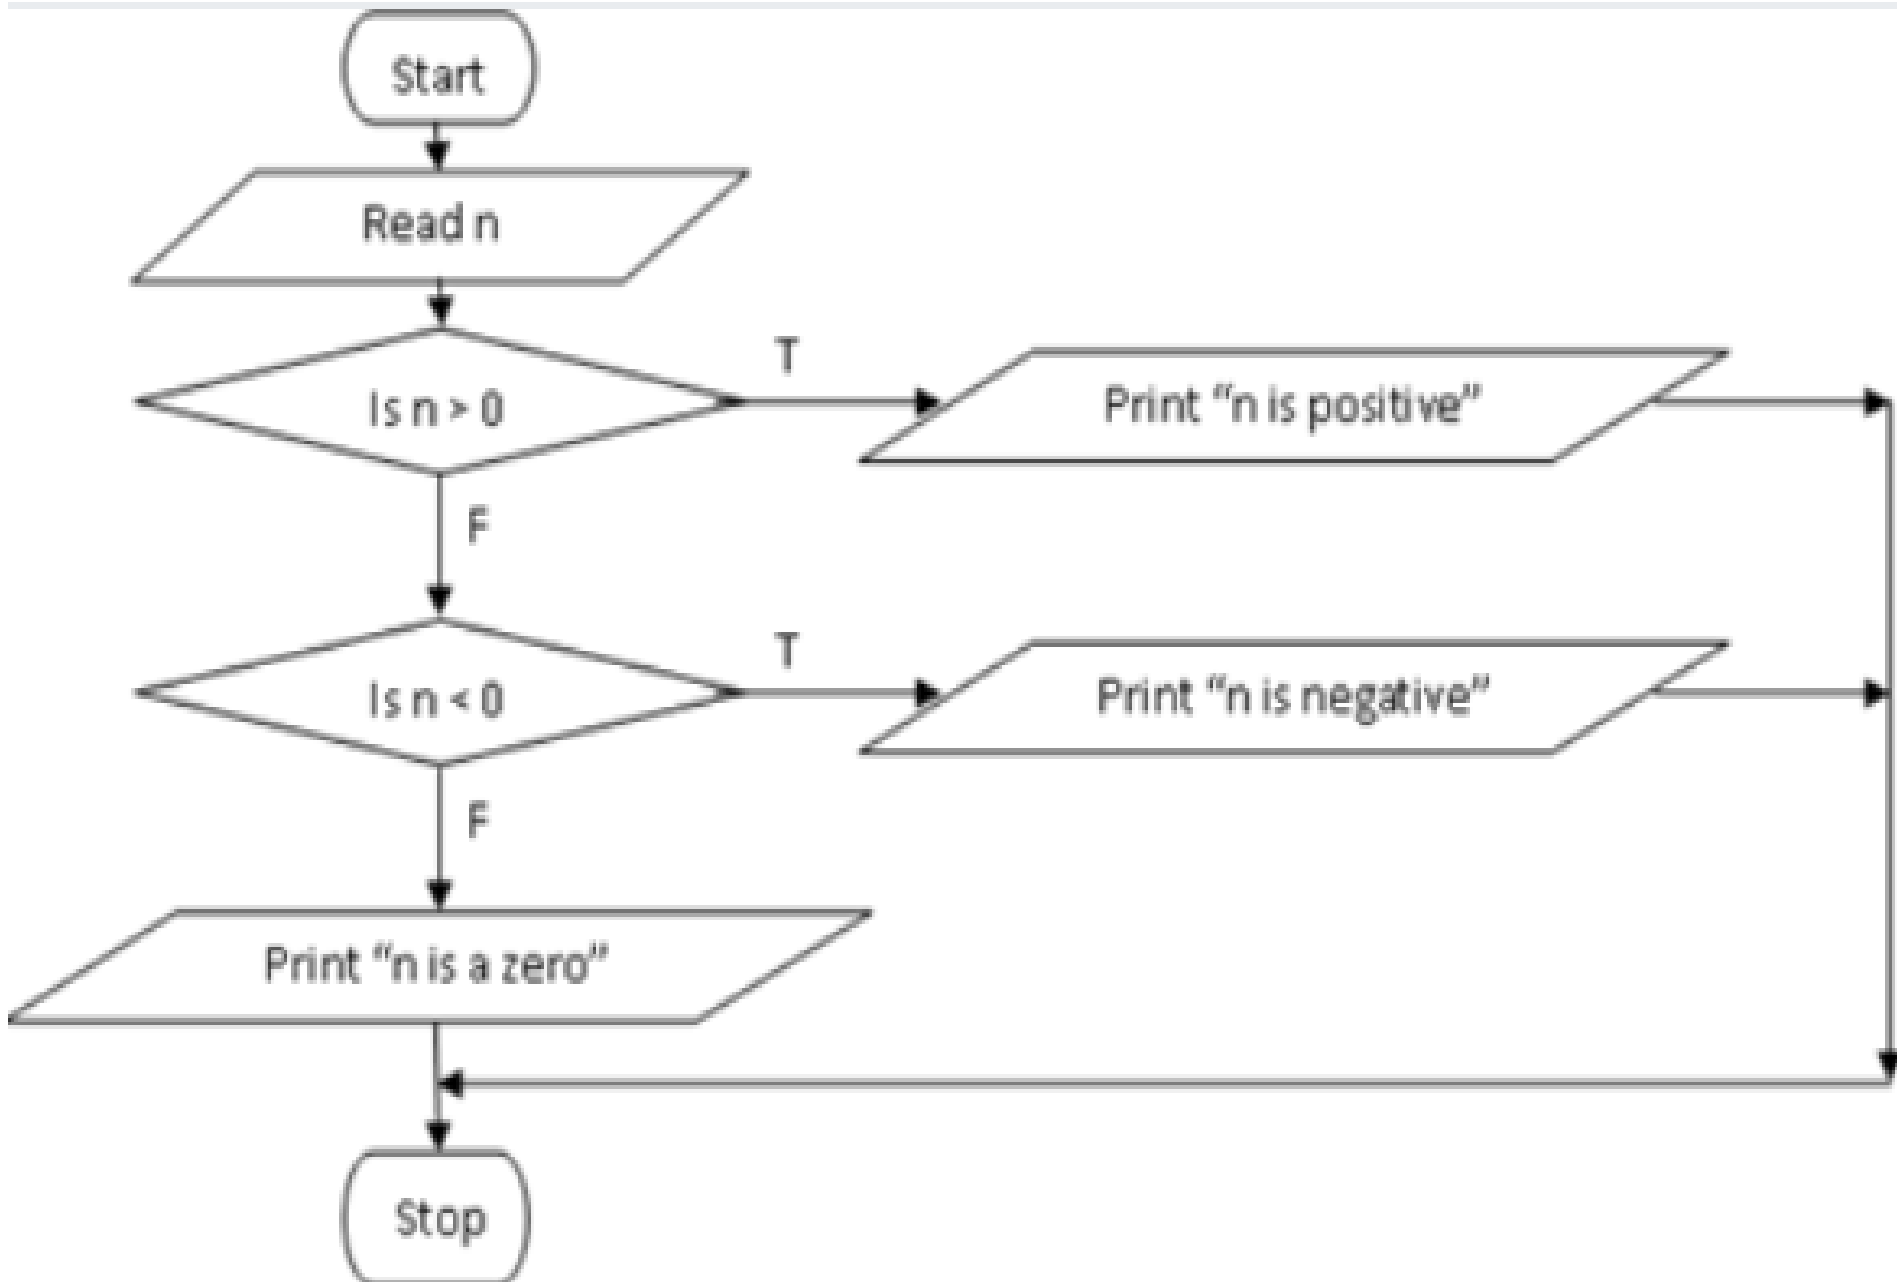 Start
Read n
Is n > 0
T
Print “n is positive”
F
Is n < 0
T
Print “n is negative”
F
Print “n is a zero”
Stop